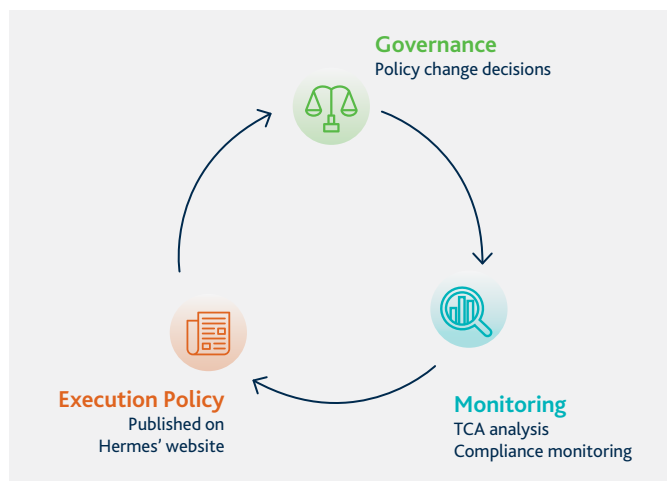 Governance
Policy change decisions
Execution Policy
Published on
Hermes’ website
Monitoring
TCA analysis
Compliance monitoring